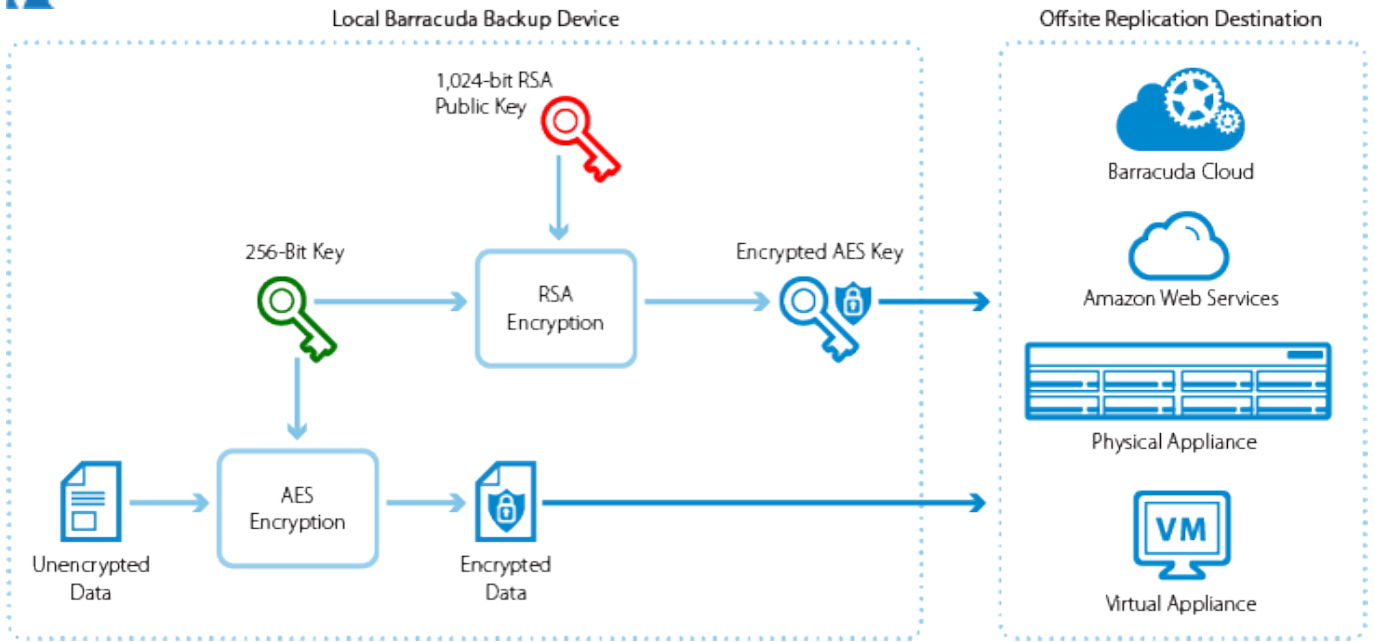 Local Barracuda Backup Device
Offsite Replication Destination
1,024-bit RSA
Public Key
256-Bit Key
RSA
Encryption
Encrypted AES Key
AES
Encryption
Unencrypted
Data
Encrypted
Data
Barracuda Cloud
Amazon Web Services
Physical Appliance
VM
Virtual Appliance